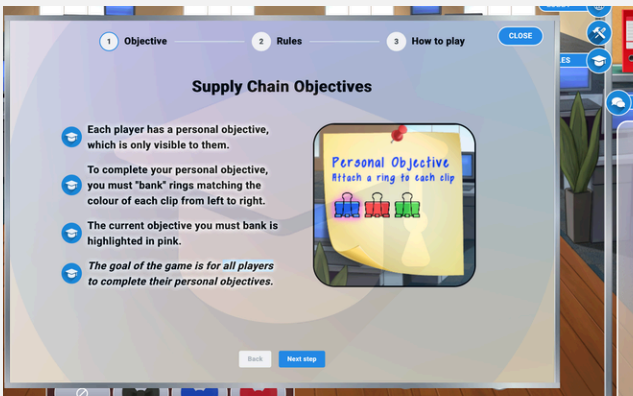 1 Objective
2 Rules
3 How to play
CLOSE
ES
Supply Chain Objectives
Each player has a personal objective,
which is only visible to them.
To complete your personal objective,
you must "bank" rings matching the
colour of each clip from left to right.
The current objective you must bank is
highlighted in pink.
The goal of the game is for all players
to complete their personal objectives.
Personal Objective
Attach a ring to each clip
Back
Next step